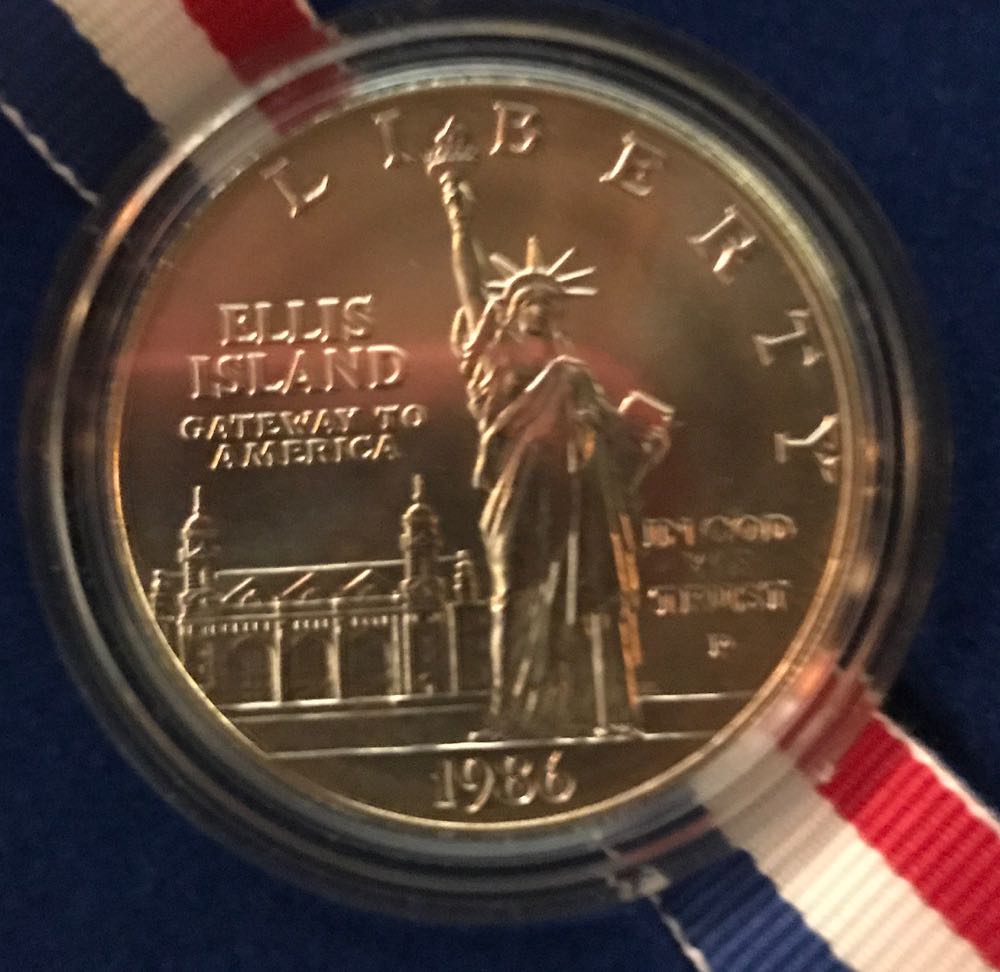 LIBERTY
ELLIS
ISLAND
GATEWAY TO
AMERICA
IN GOD
WE
TRUST
P
1986